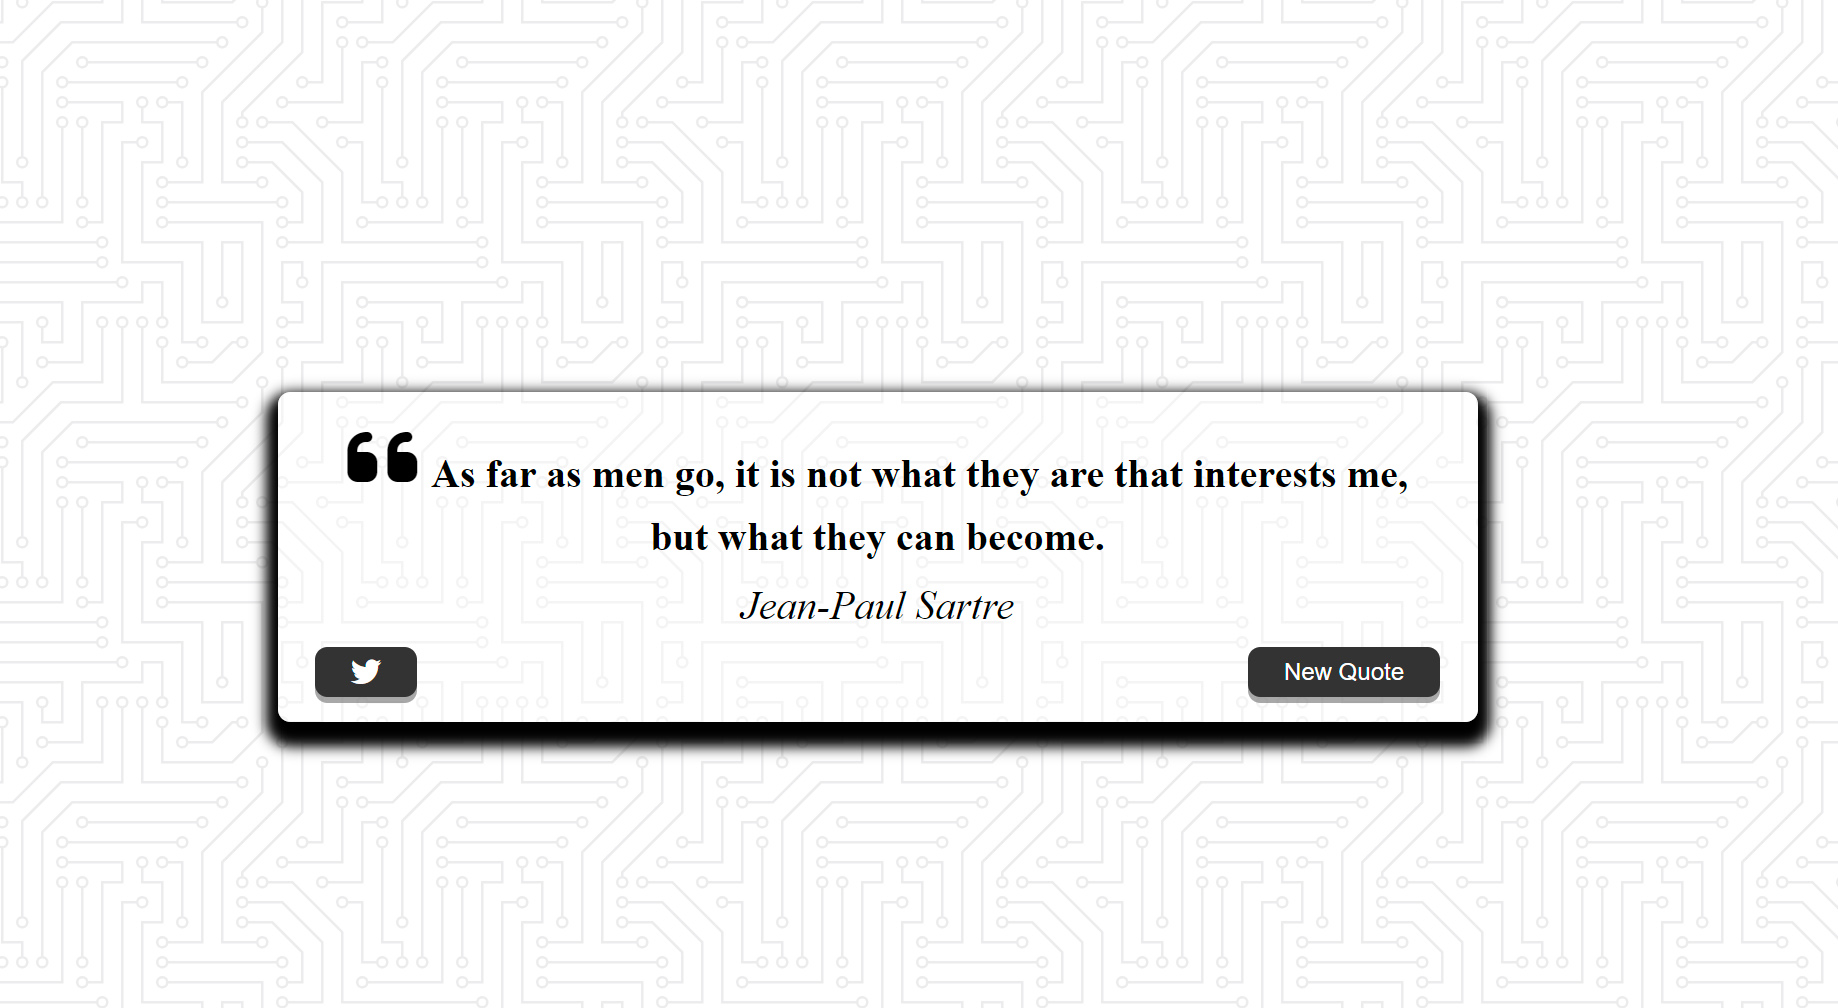 As far as men go, it is not what they are that interests me,
but what they can become.
Jean-Paul Sartre
New Quote